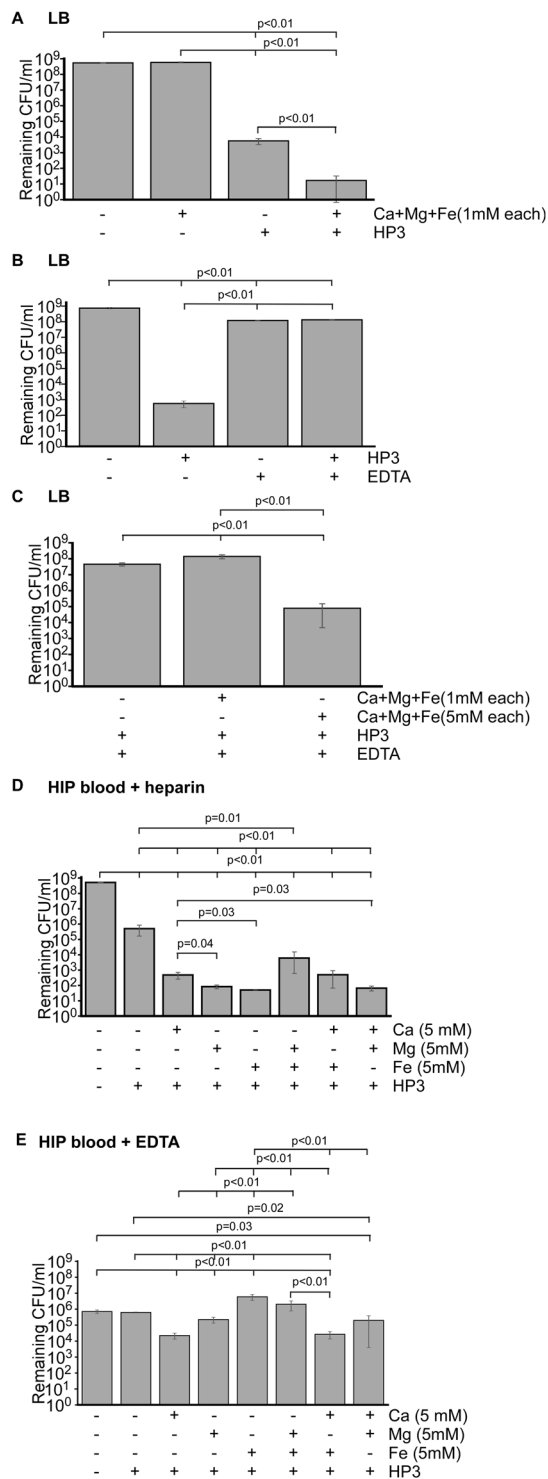 A LB
p<0.01
p<0.01
p<0.01
Remaining CFU/ml
10⁹
10⁸
10⁷
10⁶
10⁵
10⁴
10³
10²
10¹
10⁰
- + - + Ca+Mg+Fe(1mM each)
- - + + HP3
B LB
p<0.01
p<0.01
Remaining CFU/ml
10⁹
10⁸
10⁷
10⁶
10⁵
10⁴
10³
10²
10¹
10⁰
- + - + HP3
- - + + EDTA
C LB
p<0.01
p<0.01
Remaining CFU/ml
10⁹
10⁸
10⁷
10⁶
10⁵
10⁴
10³
10²
10¹
10⁰
- + - Ca+Mg+Fe(1mM each)
- - + Ca+Mg+Fe(5mM each)
+ + + HP3
+ + + EDTA
D HIP blood + heparin
p=0.01
p<0.01
p<0.01
p=0.03
p=0.03
p=0.04
Remaining CFU/ml
10⁹
10⁸
10⁷
10⁶
10⁵
10⁴
10³
10²
10¹
10⁰
- - + - - - + + Ca (5 mM)
- - - + - + - + Mg (5mM)
- - - - + + + - Fe (5mM)
- + + + + + + + HP3
E HIP blood + EDTA
p<0.01
p<0.01
p<0.01
p=0.02
p=0.03
p<0.01
p<0.01
p<0.01
Remaining CFU/ml
10⁹
10⁸
10⁷
10⁶
10⁵
10⁴
10³
10²
10¹
10⁰
- - + - - - + + Ca (5 mM)
- - - + - + - + Mg (5mM)
- - - - + + + - Fe (5mM)
- + + + + + + + HP3